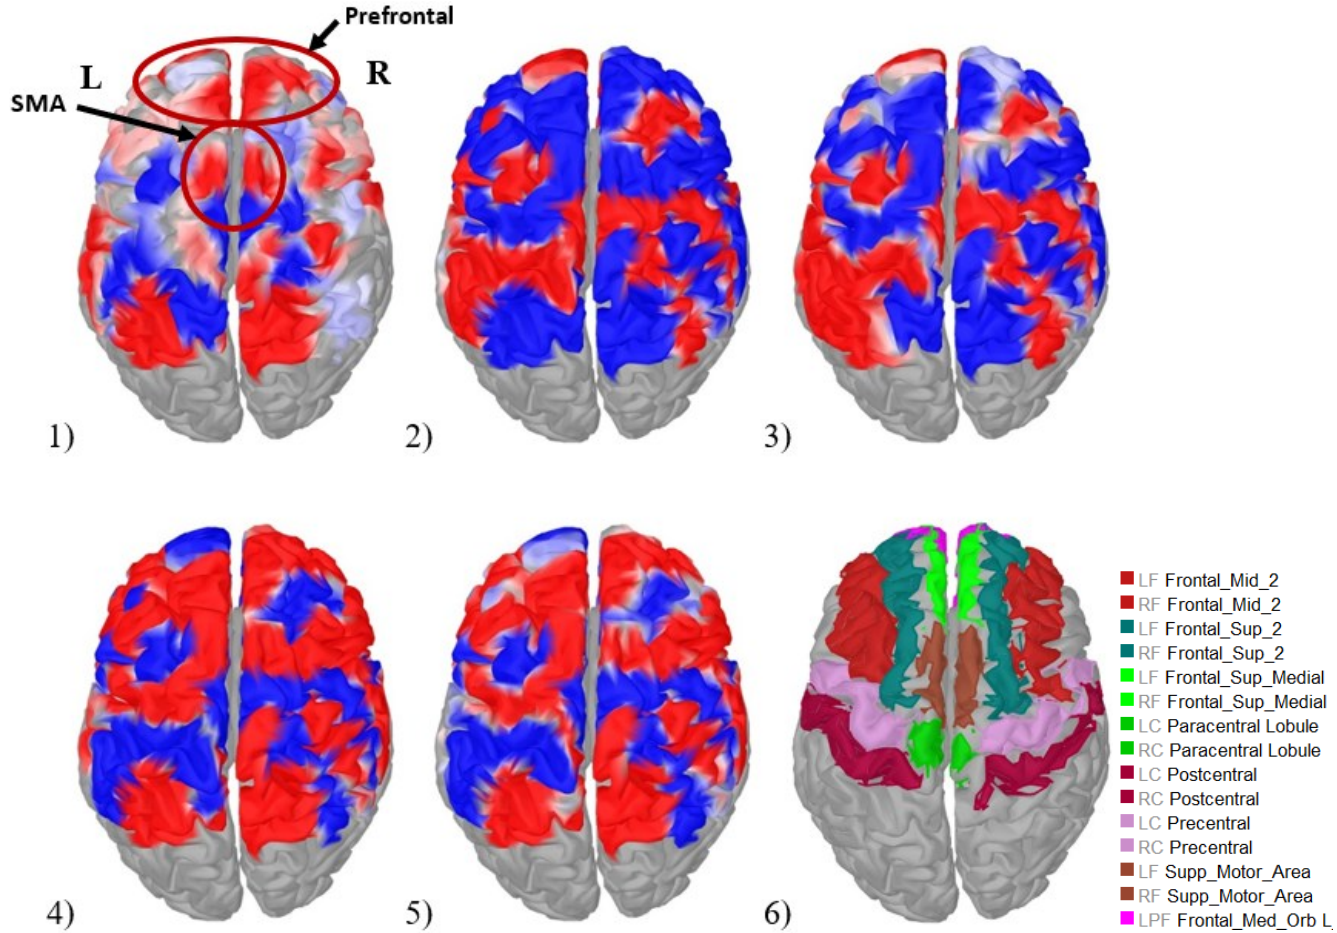 Prefrontal
L
R
SMA
1)
2)
3)
4)
5)
6)
LF Frontal_Mid_2
RF Frontal_Mid_2
LF Frontal_Sup_2
RF Frontal_Sup_2
LF Frontal_Sup_Medial
RF Frontal_Sup_Medial
LC Paracentral Lobule
RC Paracentral Lobule
LC Postcentral
RC Postcentral
LC Precentral
RC Precentral
LF Supp_Motor_Area
RF Supp_Motor_Area
LPF Frontal_Med_Orb L_